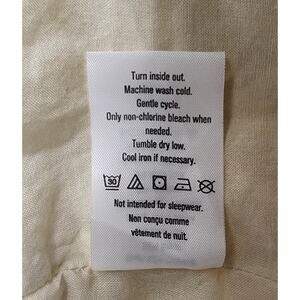 Turn inside out.
Machine wash cold.
Gentle cycle.
Only non-chlorine bleach when
needed.
Tumble dry low.
Cool iron if necessary.
30
Not intended for sleepwear.
Non conçu comme
vêtement de nuit.